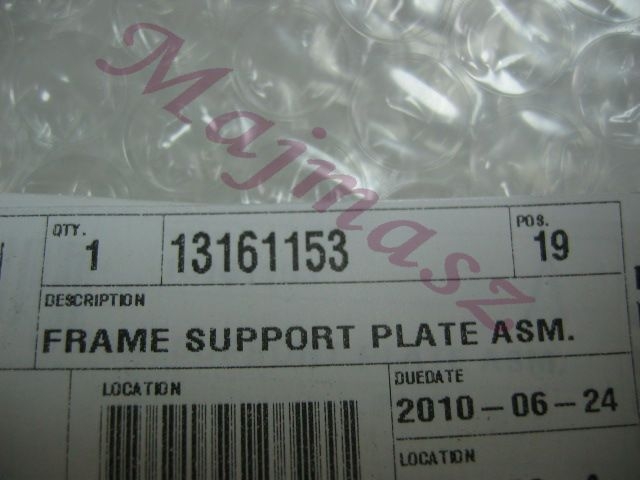 Majmasz
QTY. POS.
1 13161153 19
DESCRIPTION
FRAME SUPPORT PLATE ASM.
LOCATION DUEDATE
2010-06-24
LOCATION